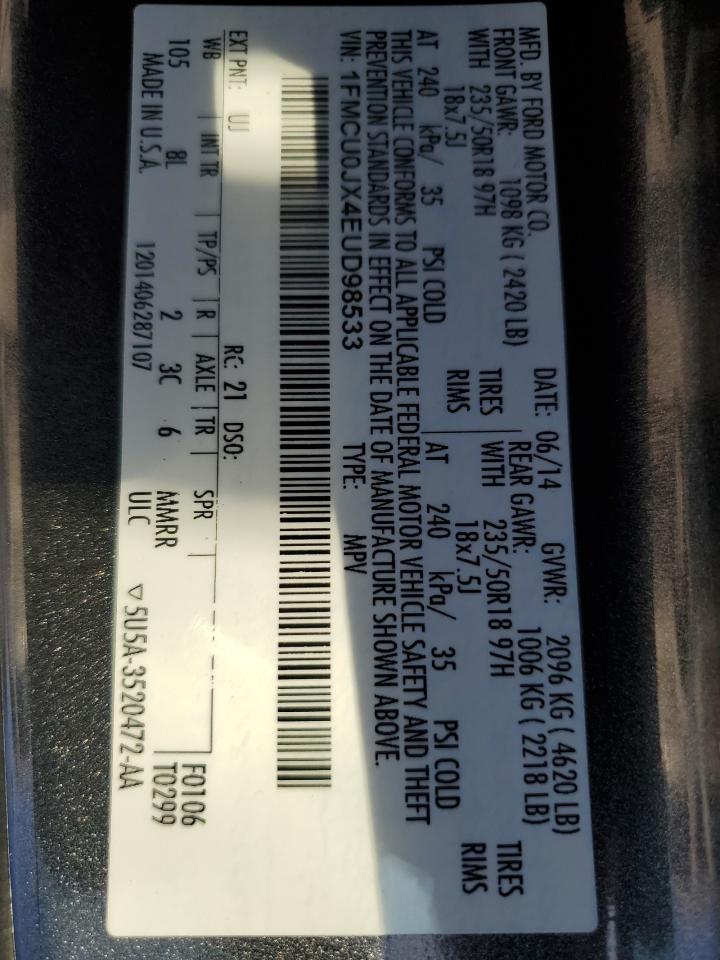 MFD. BY FORD MOTOR CO.
DATE: 06/14 GVWR: 2096 KG ( 4620 LB)
FRONT GAWR: 1098 KG ( 2420 LB) REAR GAWR: 1006 KG ( 2218 LB)
WITH 235/50R18 97H TIRES WITH 235/50R18 97H TIRES
18x7.5J RIMS 18x7.5J RIMS
AT 240 kPa/ 35 PSI COLD AT 240 kPa/ 35 PSI COLD
THIS VEHICLE CONFORMS TO ALL APPLICABLE FEDERAL MOTOR VEHICLE SAFETY AND THEFT
PREVENTION STANDARDS IN EFFECT ON THE DATE OF MANUFACTURE SHOWN ABOVE.
VIN: 1FMCU0JX4EUD98533 TYPE: MPV
EXT PNT: UJ RC: 21 DSO:
WB INT TR TP/PS R AXLE TR SPR F0106
105 8L 2 3C 6 MMRR T0299
MADE IN U.S.A. 1201406287107 ULC ▽ 5U5A-3520472-AA